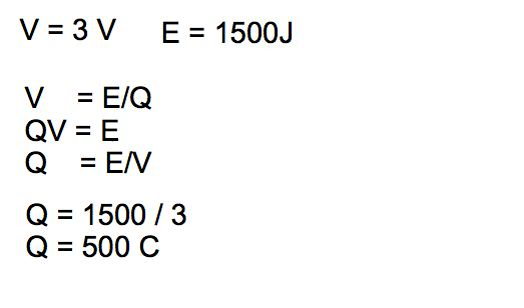 V = 3 V E = 1500J
V = E/Q
QV = E
Q = E/V
Q = 1500 / 3
Q = 500 C